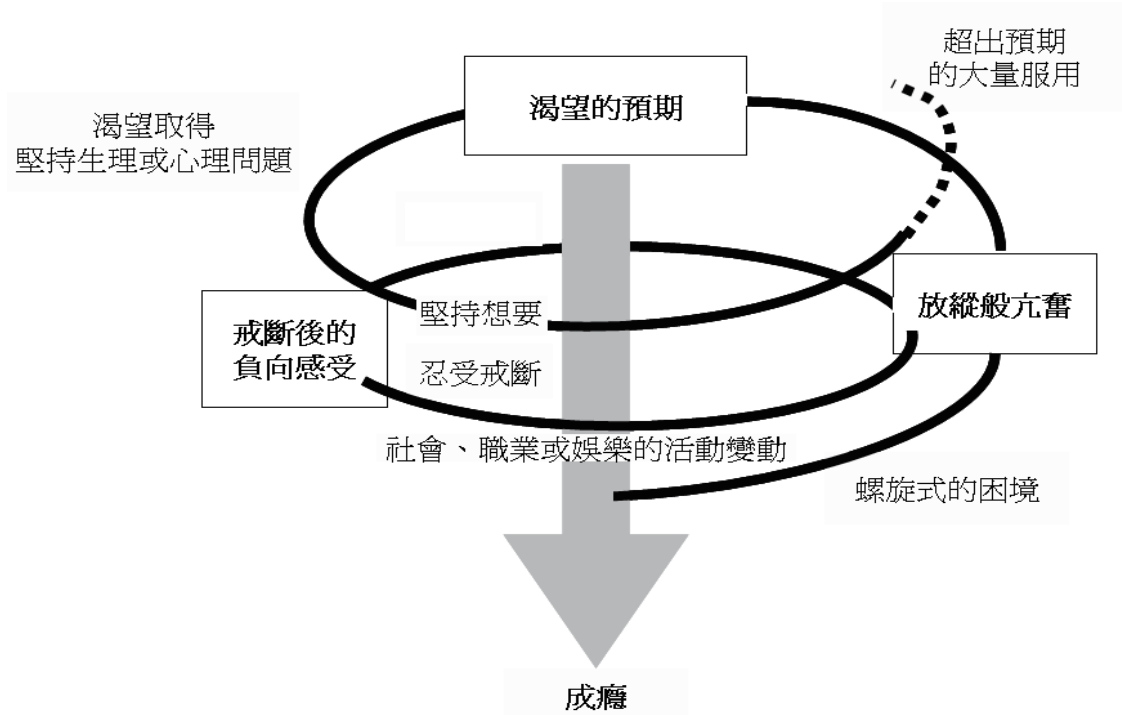 超出預期
的大量服用
渴望的預期
渴望取得
堅持生理或心理問題
放縱般亢奮
戒斷後的
負向感受
堅持想要
忍受戒斷
社會、職業或娛樂的活動變動
螺旋式的困境
成癮